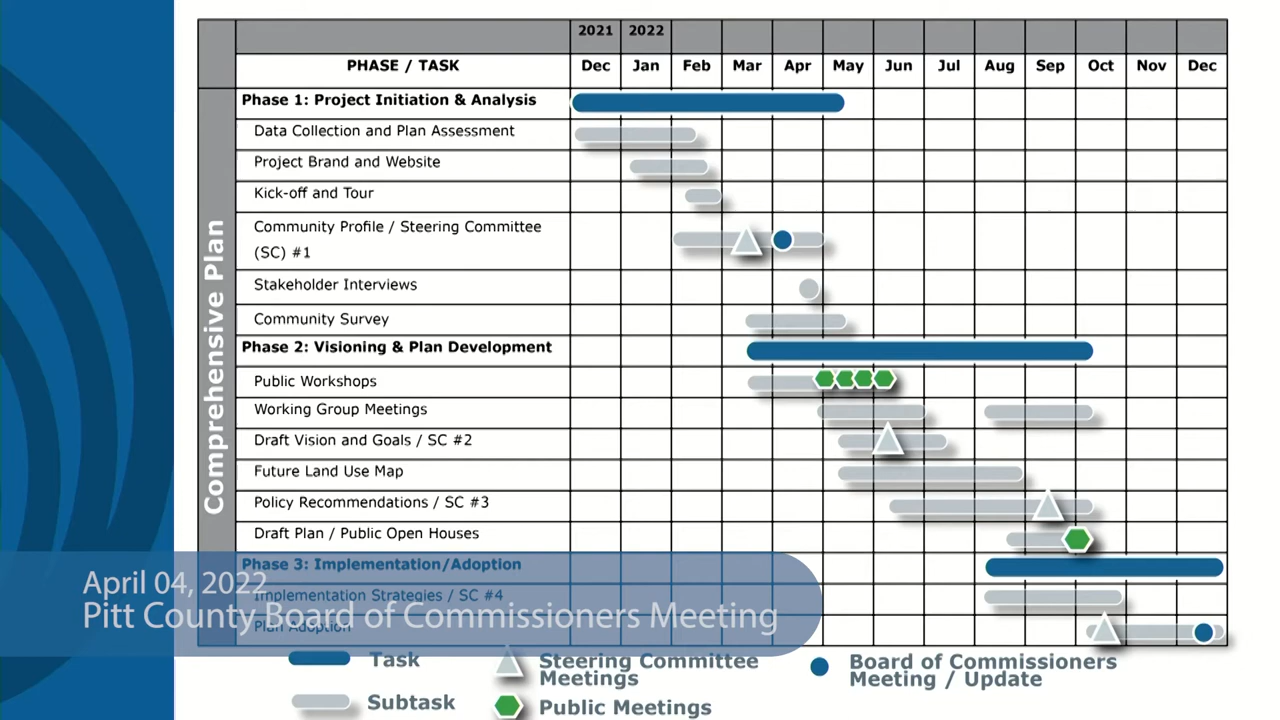 2021 2022
PHASE / TASK Dec Jan Feb Mar Apr May Jun Jul Aug Sep Oct Nov Dec
Comprehensive Plan
Phase 1: Project Initiation & Analysis
Data Collection and Plan Assessment
Project Brand and Website
Kick-off and Tour
Community Profile / Steering Committee
(SC) #1
Stakeholder Interviews
Community Survey
Phase 2: Visioning & Plan Development
Public Workshops
Working Group Meetings
Draft Vision and Goals / SC #2
Future Land Use Map
Policy Recommendations / SC #3
Draft Plan / Public Open Houses
Phase 3: Implementation/Adoption
Implementation Strategies / SC #4
Plan Adoption
April 04, 2022
Pitt County Board of Commissioners Meeting
Task
Steering Committee
Meetings
Board of Commissioners
Meeting / Update
Subtask
Public Meetings